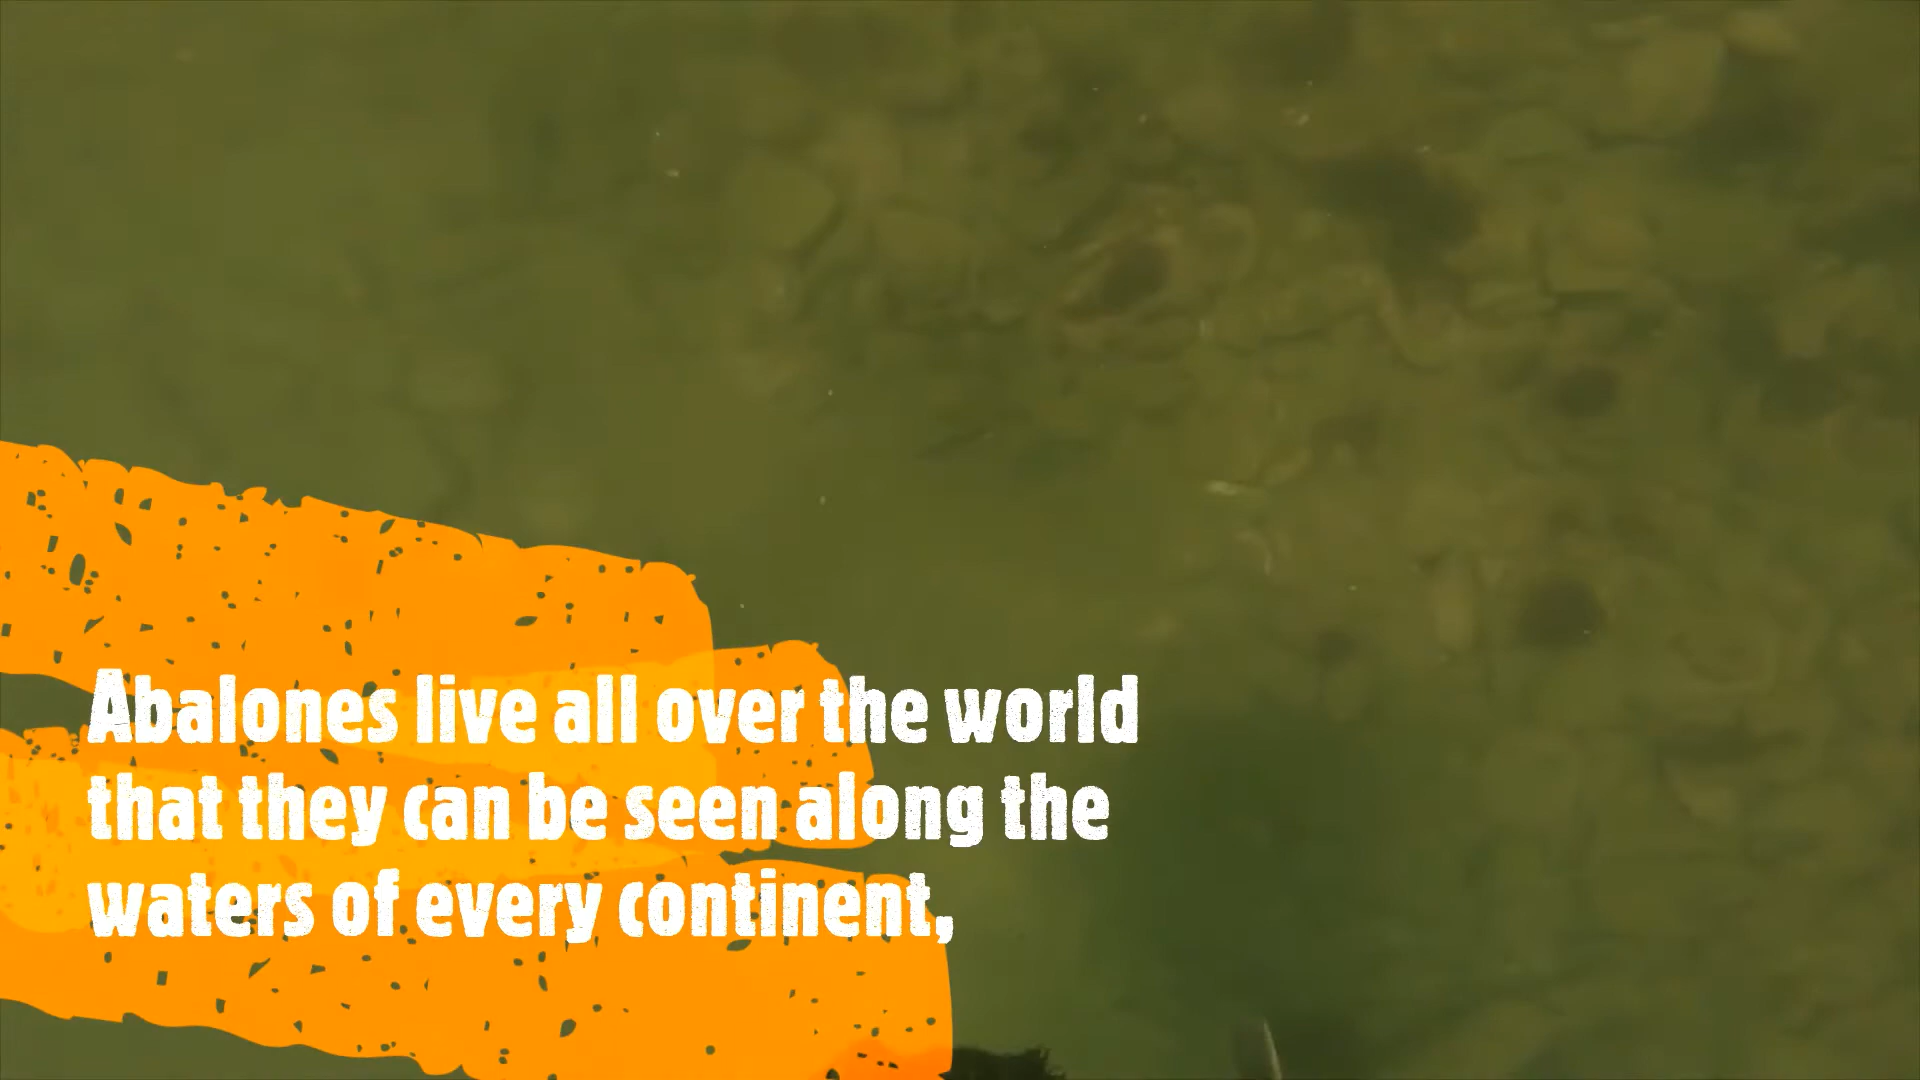 Abalones live all over the world
that they can be seen along the
waters of every continent,